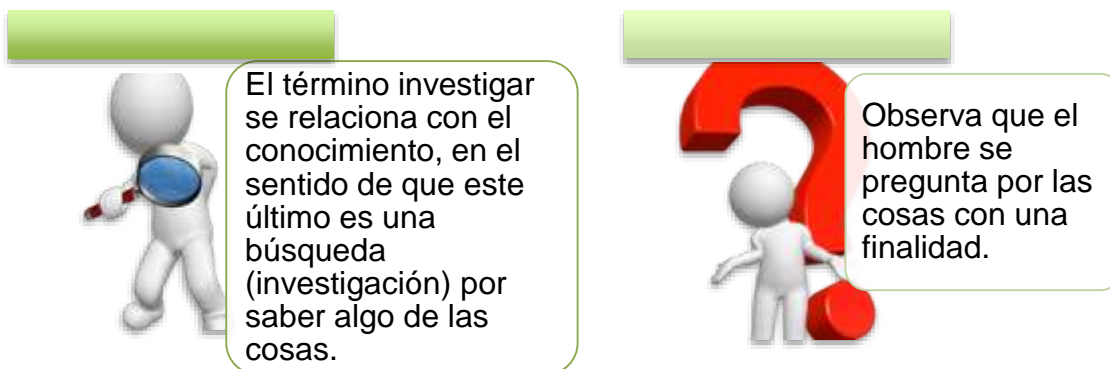 El término investigar
se relaciona con el
conocimiento, en el
sentido de que este
último es una
búsqueda
(investigación) por
saber algo de las
cosas.
Observa que el
hombre se
pregunta por las
cosas con una
finalidad.